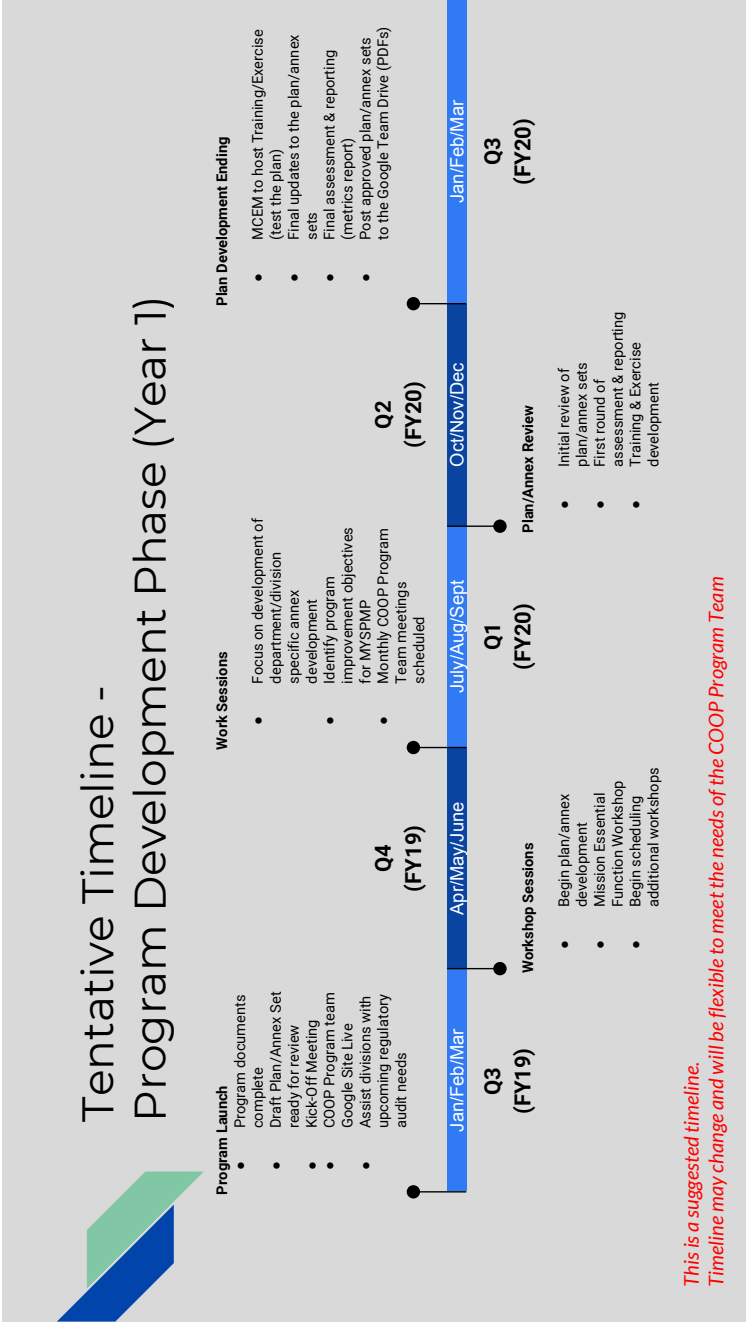 Tentative Timeline -
Program Development Phase (Year 1)
Program Launch
● Program documents
complete
● Draft Plan/Annex Set
ready for review
● Kick-Off Meeting
● COOP Program team
Google Site Live
● Assist divisions with
upcoming regulatory
audit needs
Jan/Feb/Mar
Q3
(FY19)
Q4
(FY19)
Apr/May/June
Workshop Sessions
● Begin plan/annex
development
● Mission Essential
Function Workshop
● Begin scheduling
additional workshops
Work Sessions
● Focus on development of
department/division
specific annex
development
● Identify program
improvement objectives
for MYSPMP
● Monthly COOP Program
Team meetings
scheduled
July/Aug/Sept
Q1
(FY20)
Q2
(FY20)
Oct/Nov/Dec
Plan/Annex Review
● Initial review of
plan/annex sets
● First round of
assessment & reporting
● Training & Exercise
development
Plan Development Ending
● MCEM to host Training/Exercise
(test the plan)
● Final updates to the plan/annex
sets
● Final assessment & reporting
(metrics report)
● Post approved plan/annex sets
to the Google Team Drive (PDFs)
Jan/Feb/Mar
Q3
(FY20)
This is a suggested timeline.
Timeline may change and will be flexible to meet the needs of the COOP Program Team